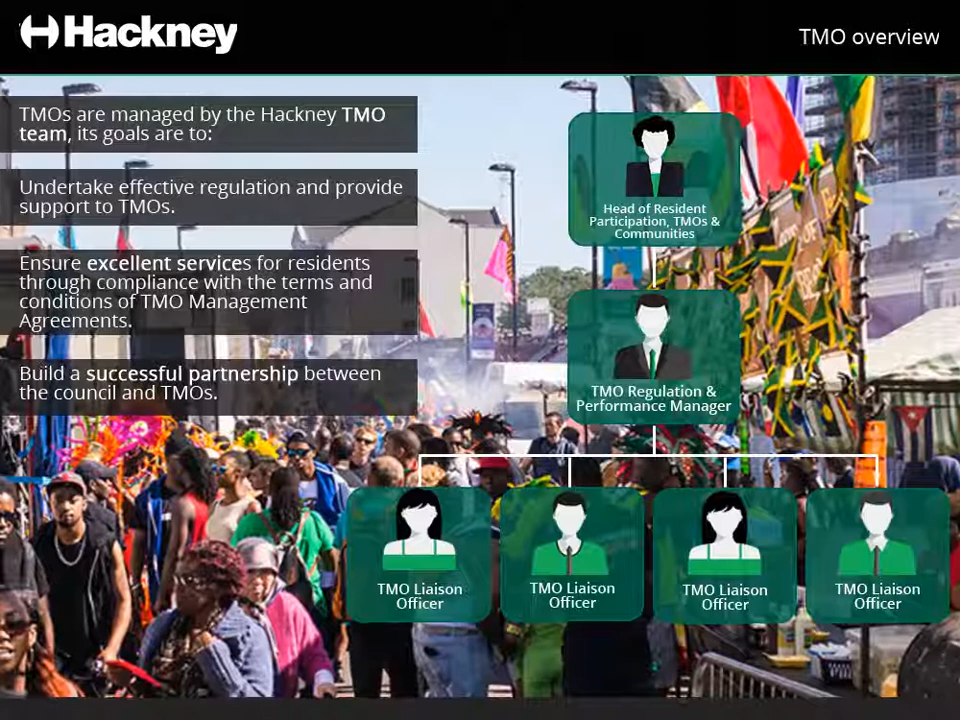 Hackney
TMO overview
TMOs are managed by the Hackney TMO
team, its goals are to:
Undertake effective regulation and provide
support to TMOs.
Ensure excellent services for residents
through compliance with the terms and
conditions of TMO Management
Agreements.
Build a successful partnership between
the council and TMOs.
Head of Resident
Participation, TMOs &
Communities
TMO Regulation &
Performance Manager
TMO Liaison
Officer
TMO Liaison
Officer
TMO Liaison
Officer
TMO Liaison
Officer